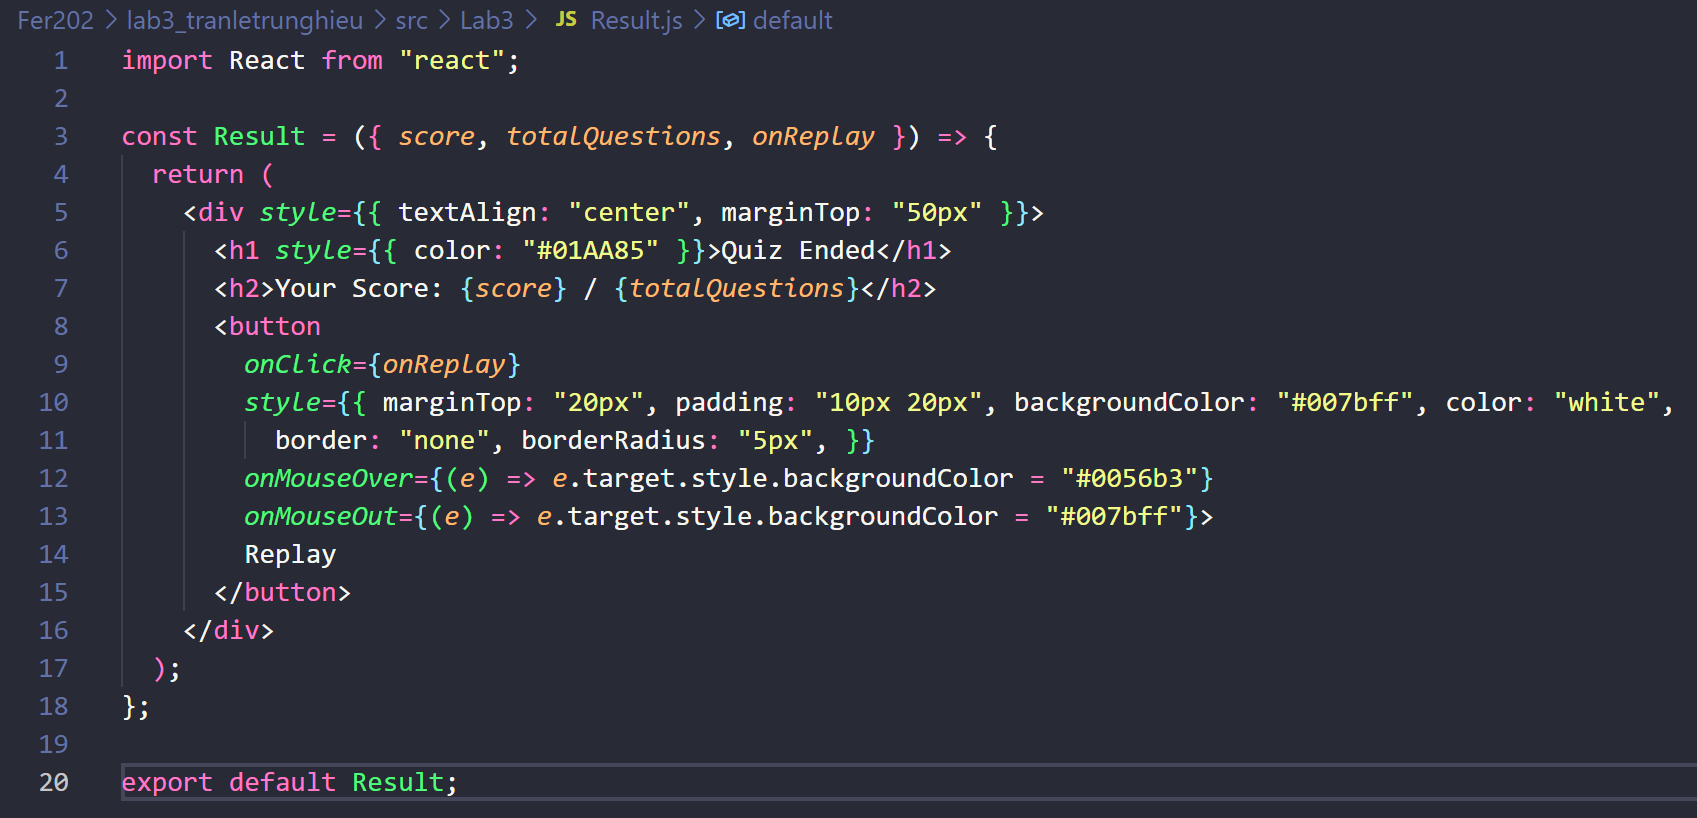 Fer202 > lab3_tranletrunghieu > src > Lab3 > JS Result.js > default
1 import React from "react";
2
3 const Result = ({ score, totalQuestions, onReplay }) => {
4 return (
5 <div style={{ textAlign: "center", marginTop: "50px" }}>
6 <h1 style={{ color: "#01AA85" }}>Quiz Ended</h1>
7 <h2>Your Score: {score} / {totalQuestions}</h2>
8 <button
9 onClick={onReplay}
10 style={{ marginTop: "20px", padding: "10px 20px", backgroundColor: "#007bff", color: "white",
11 border: "none", borderRadius: "5px", }}
12 onMouseOver={(e) => e.target.style.backgroundColor = "#0056b3"}
13 onMouseOut={(e) => e.target.style.backgroundColor = "#007bff"}>
14 Replay
15 </button>
16 </div>
17 );
18 };
19
20 export default Result;